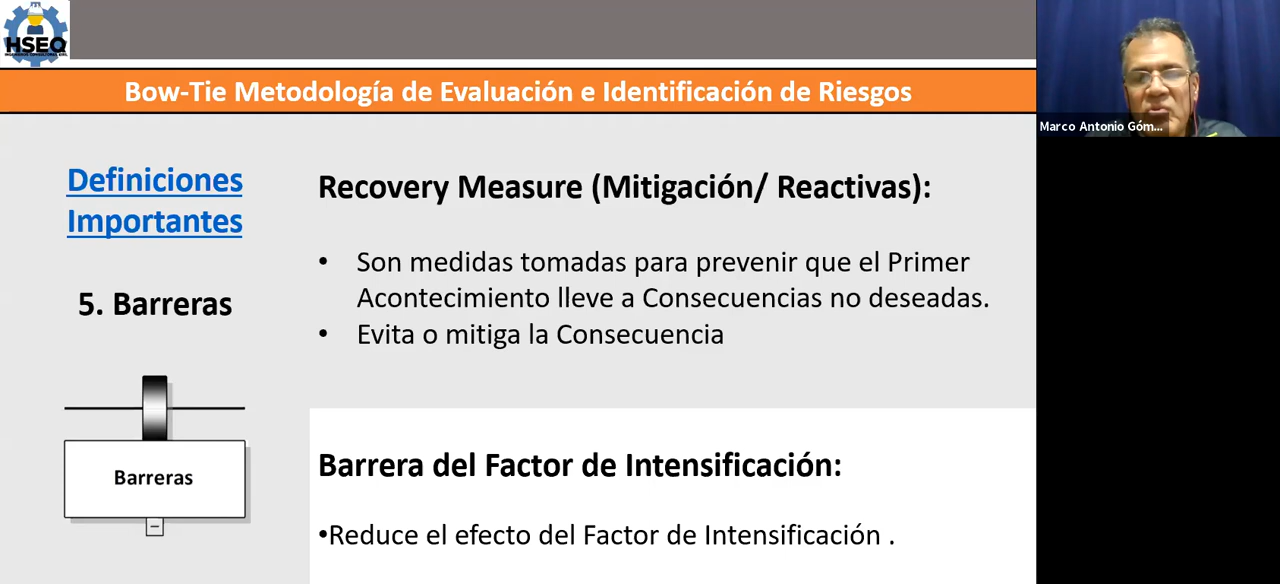 HSEQ
Bow-Tie Metodología de Evaluación e Identificación de Riesgos
Marco Antonio Góm...
Definiciones
Importantes
5. Barreras
Barreras
Recovery Measure (Mitigación/ Reactivas):
• Son medidas tomadas para prevenir que el Primer
Acontecimiento lleve a Consecuencias no deseadas.
• Evita o mitiga la Consecuencia
Barrera del Factor de Intensificación:
•Reduce el efecto del Factor de Intensificación .